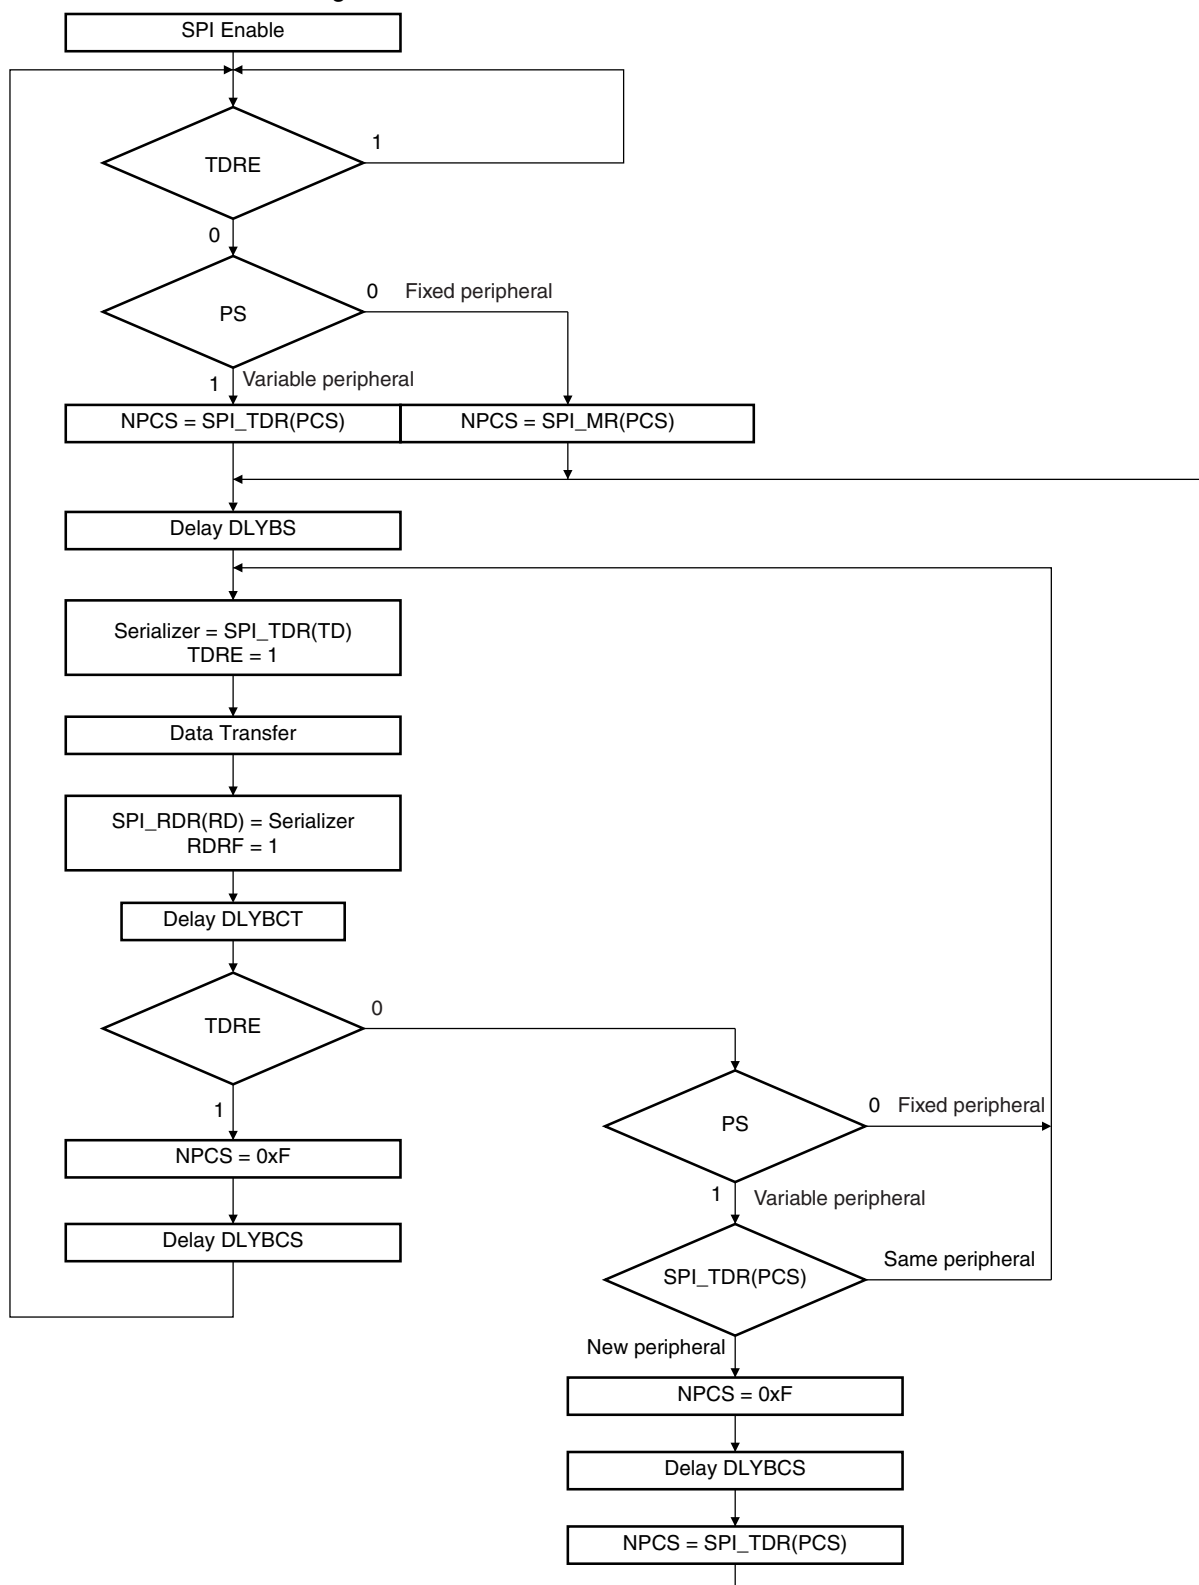 SPI Enable
TDRE
1
0
PS
0 Fixed peripheral
1 Variable peripheral
NPCS = SPI_TDR(PCS)
NPCS = SPI_MR(PCS)
Delay DLYBS
Serializer = SPI_TDR(TD)
TDRE = 1
Data Transfer
SPI_RDR(RD) = Serializer
RDRF = 1
Delay DLYBCT
TDRE
0
1
NPCS = 0xF
Delay DLYBCS
PS
0 Fixed peripheral
1 Variable peripheral
SPI_TDR(PCS)
Same peripheral
New peripheral
NPCS = 0xF
Delay DLYBCS
NPCS = SPI_TDR(PCS)